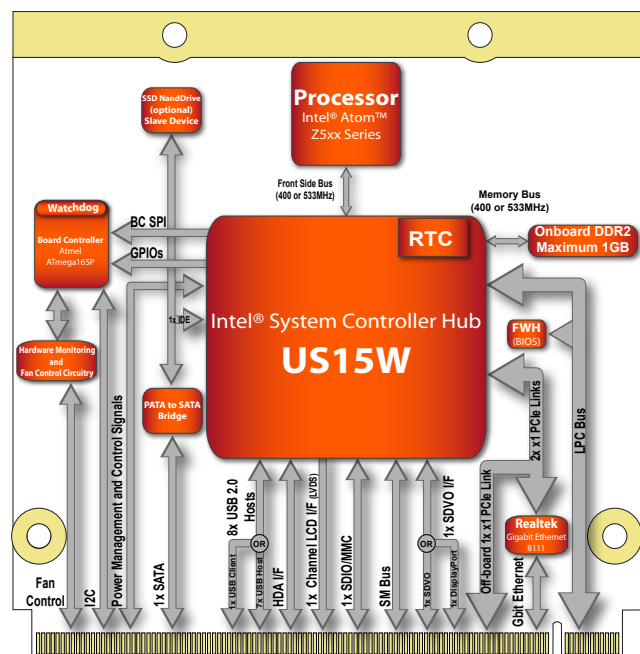 SSD NandDrive
(optional)
Slave Device
Processor
Intel® Atom™
Z5xx Series
Front Side Bus
(400 or 533MHz)
Memory Bus
(400 or 533MHz)
Watchdog
Board Controller
Atmel
ATmega165P
BC SPI
GPIOs
RTC
Onboard DDR2
Maximum 1GB
1x IDE
Intel® System Controller Hub
US15W
FWH
(BIOS)
Hardware Monitoring
and
Fan Control Circuitry
PATA to SATA
Bridge
2x x1 PCIe Links
LPC Bus
Fan
Control
I2C
Power Management and Control Signals
1x SATA
8x USB 2.0
Hosts
OR
1x USB Client
7x USB Host
HDA I/F
1x Channel LCD I/F (LVDS)
1x SDIO/MMC
SM Bus
1x SDVO I/F
OR
1x SDVO
1x DisplayPort
Off-board 1x x1 PCIe Link
Realtek
Gigabit Ethernet
8111
Gbit Ethernet